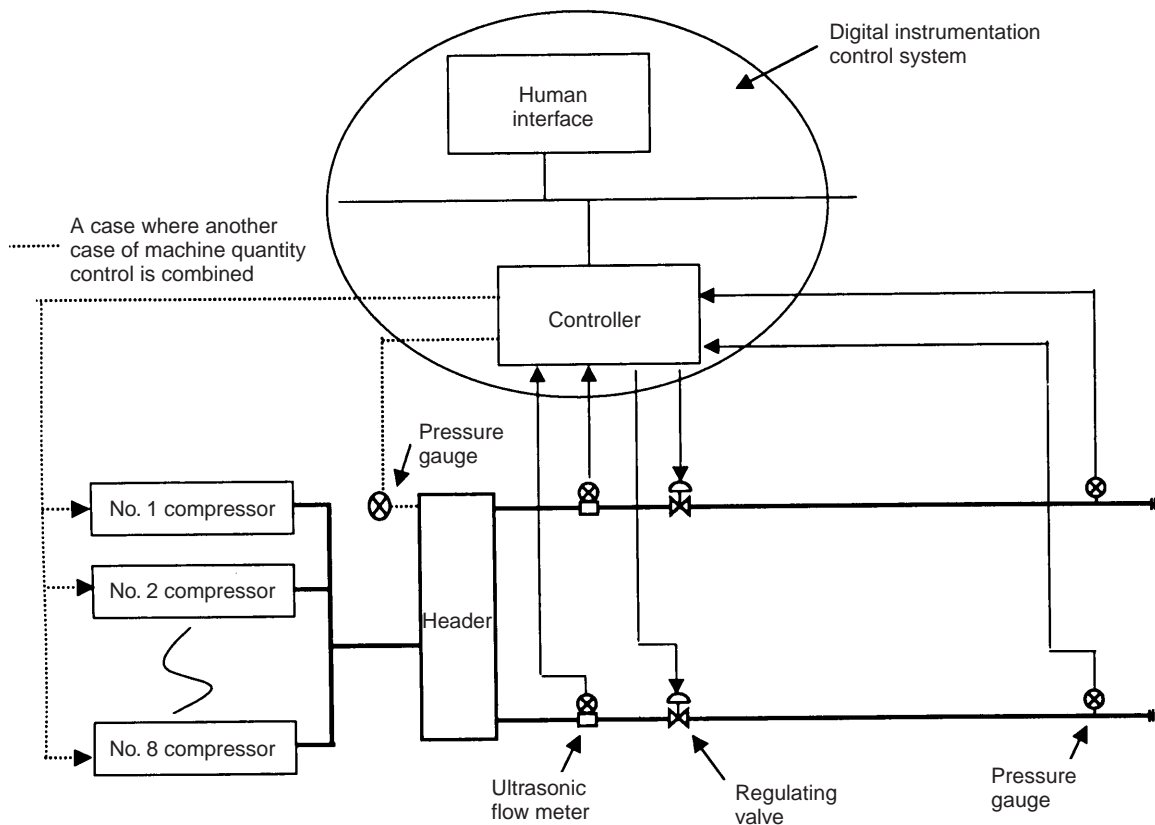 Digital instrumentation
control system
Human
interface
A case where another
case of machine quantity
control is combined
Controller
Pressure
gauge
No. 1 compressor
No. 2 compressor
Header
No. 8 compressor
Ultrasonic
flow meter
Regulating
valve
Pressure
gauge